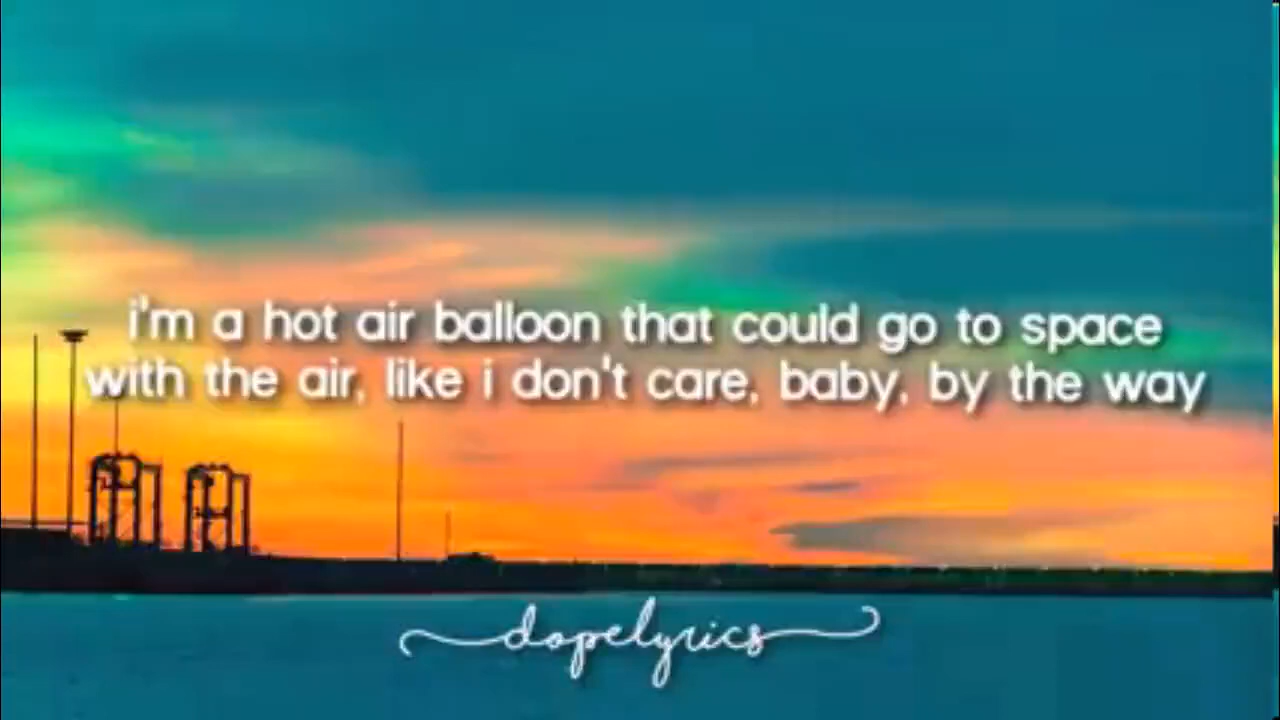 i'm a hot air balloon that could go to space
with the air, like i don't care, baby, by the way
dopelyrics